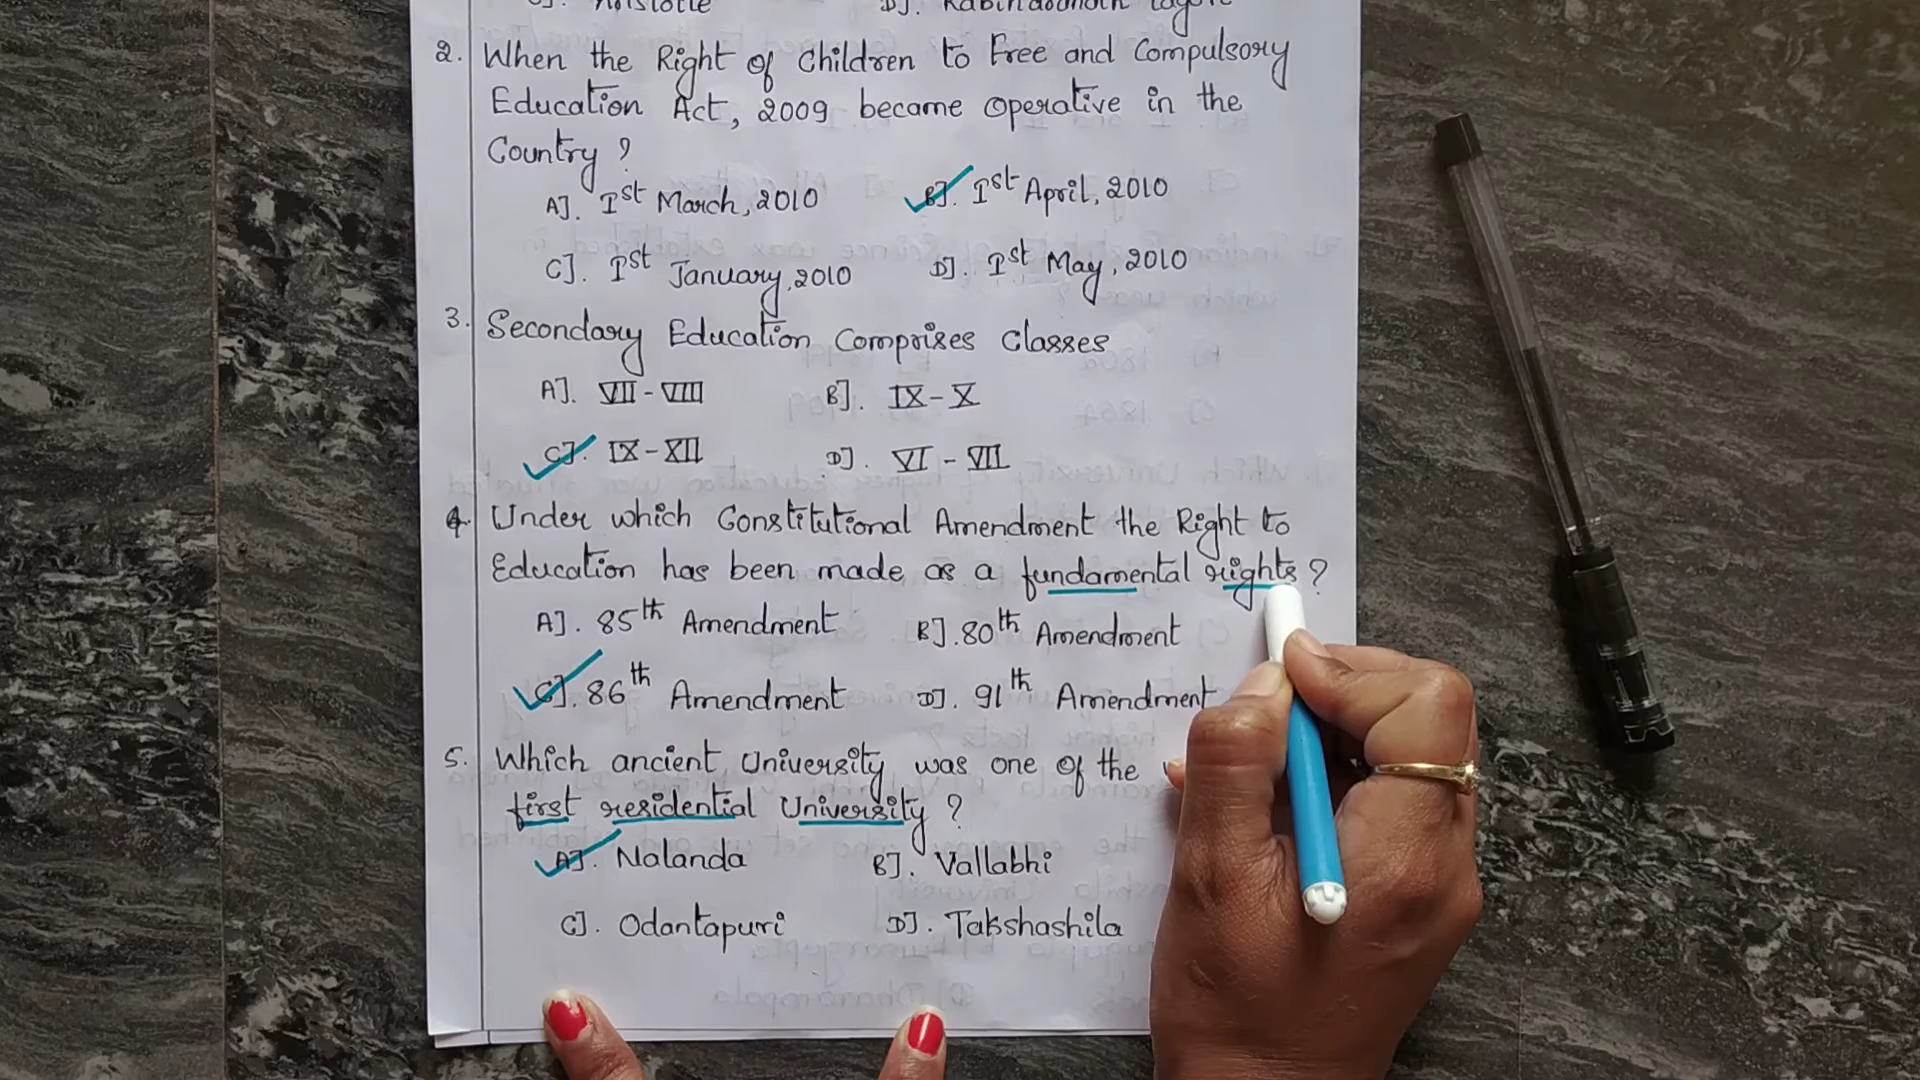 C]. Aristotle D]. Rabindranath Tagore
2. When the Right of Children to Free and Compulsory
Education Act, 2009 became operative in the
Country ?
A]. 1st March, 2010 B]. 1st April, 2010
C]. 1st January, 2010 D]. 1st May, 2010
3. Secondary Education Comprises Classes
A]. VII - VIII B]. IX - X
C]. IX - XII D]. VI - VII
4. Under which Constitutional Amendment the Right to
Education has been made as a fundamental rights ?
A]. 85th Amendment B]. 80th Amendment
C]. 86th Amendment D]. 91th Amendment
5. Which ancient University was one of the
first residential University ?
A]. Nalanda B]. Vallabhi
C]. Odantapuri D]. Takshashila